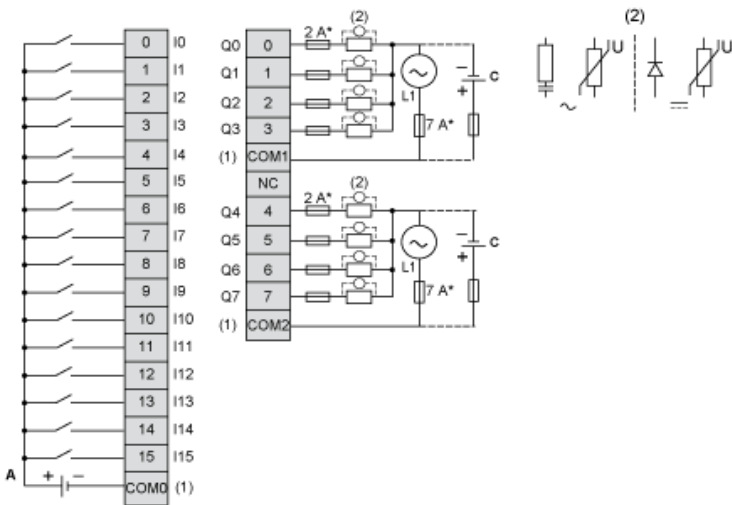 0 I0
1 I1
2 I2
3 I3
4 I4
5 I5
6 I6
7 I7
8 I8
9 I9
10 I10
11 I11
12 I12
13 I13
14 I14
15 I15
A + − COM0 (1)
(2)
Q0 0 2 A*
Q1 1
Q2 2
Q3 3
(1) COM1
L1
7 A*
− + C
NC
(2)
Q4 4 2 A*
Q5 5
Q6 6
Q7 7
(1) COM2
L1
7 A*
− + C
(2)
IU IU
~